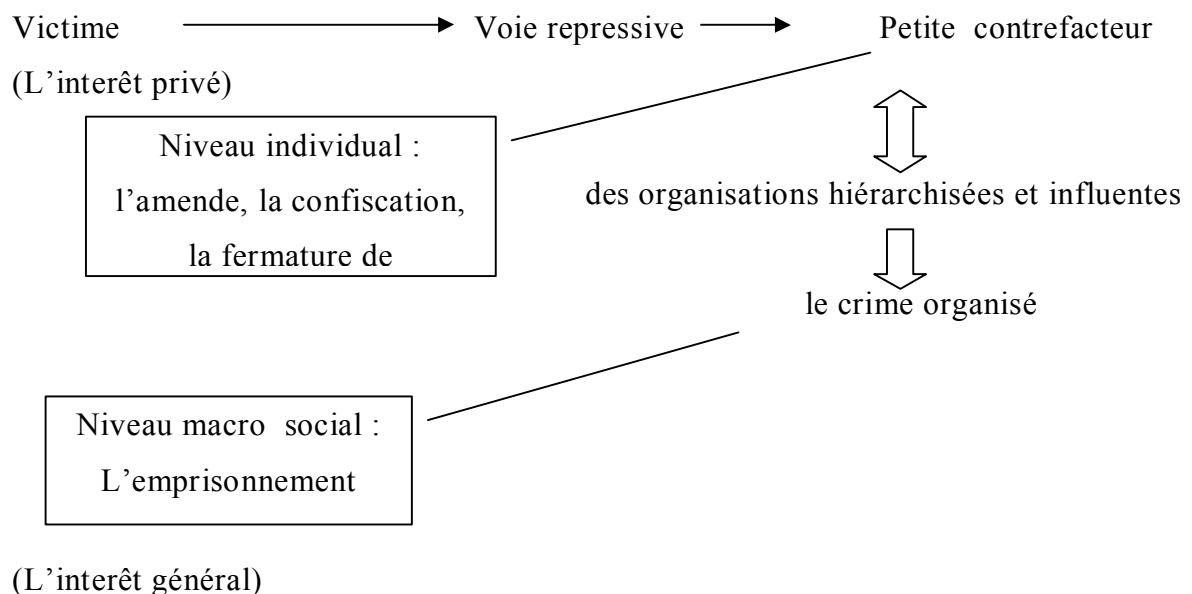 Victime Voie repressive Petite contrefacteur
(L’interêt privé)
Niveau individual :
l’amende, la confiscation,
la fermature de
des organisations hiérarchisées et influentes
le crime organisé
Niveau macro social :
L’emprisonnement
(L’interêt général)